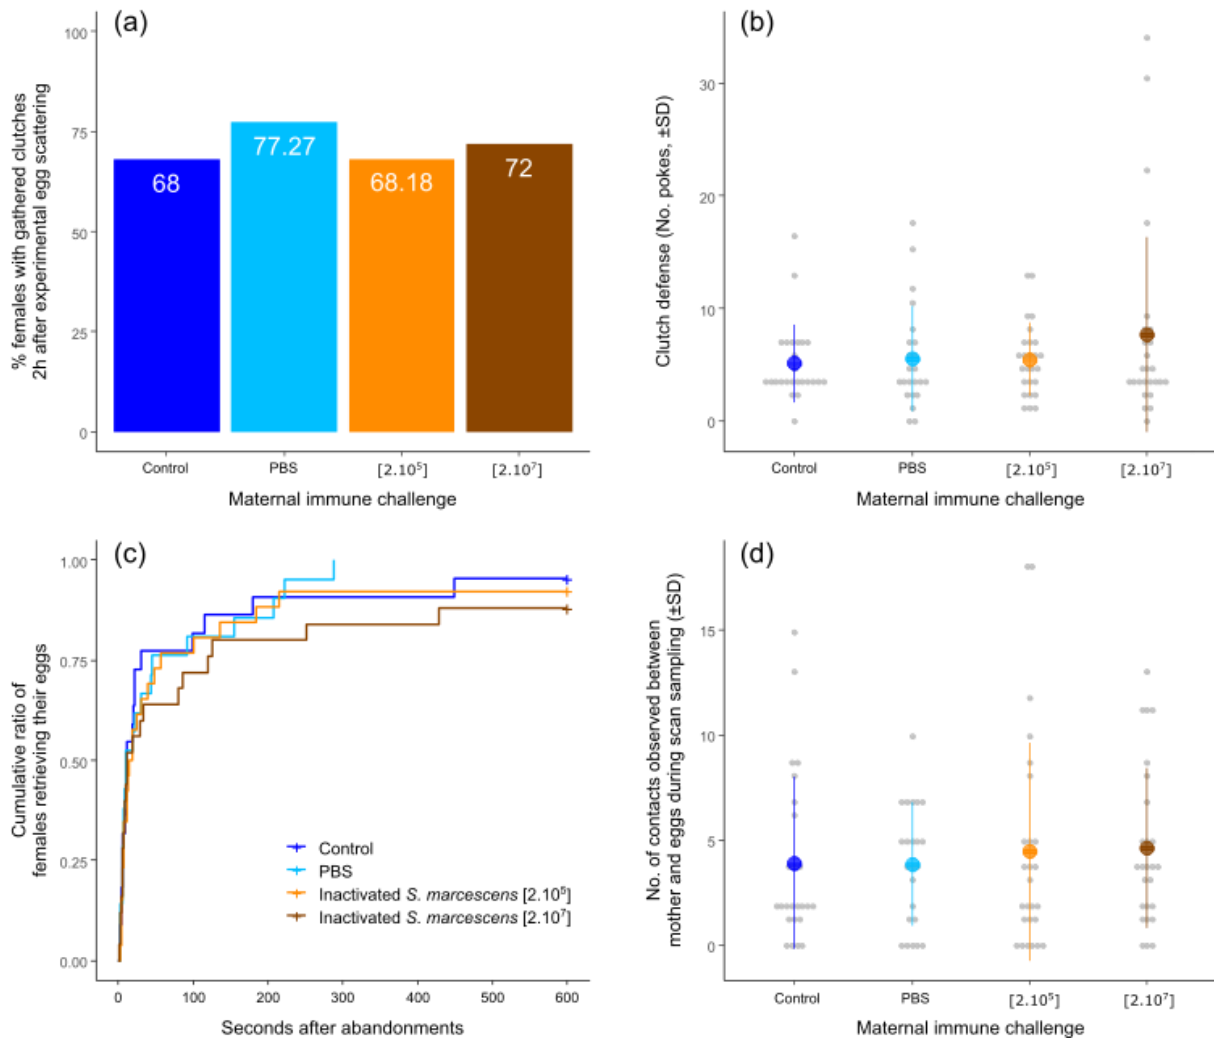 (a)
% females with gathered clutches
2h after experimental egg scattering
100
75
50
25
0
68
77.27
68.18
72
Control
PBS
[2.10⁵]
[2.10⁷]
Maternal immune challenge
(b)
Clutch defense (No. pokes, ±SD)
30
20
10
0
Control
PBS
[2.10⁵]
[2.10⁷]
Maternal immune challenge
(c)
Cumulative ratio of
females retrieving their eggs
1.00
0.75
0.50
0.25
0.00
Control
PBS
Inactivated S. marcescens [2.10⁵]
Inactivated S. marcescens [2.10⁷]
0
100
200
300
400
500
600
Seconds after abandonments
(d)
No. of contacts observed between
mother and eggs during scan sampling (±SD)
15
10
5
0
Control
PBS
[2.10⁵]
[2.10⁷]
Maternal immune challenge